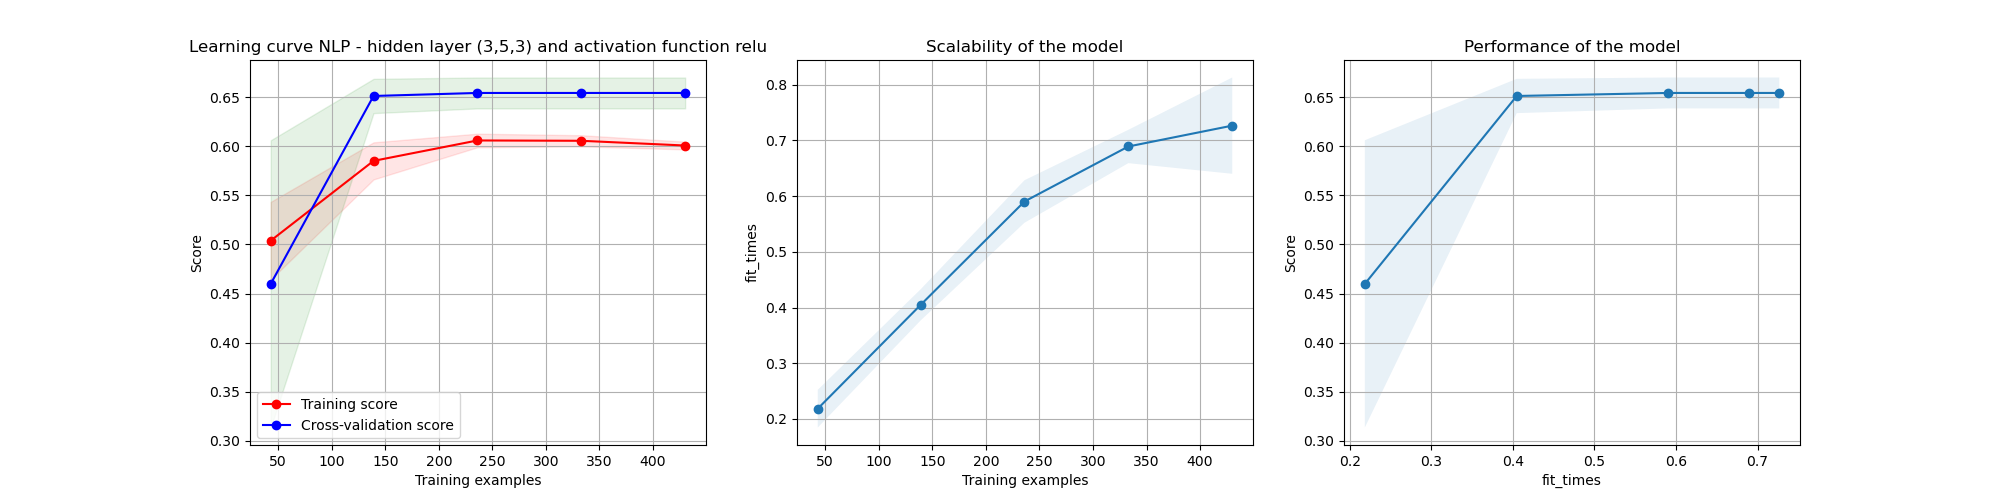 Learning curve NLP - hidden layer (3,5,3) and activation function relu
Score
0.65
0.60
0.55
0.50
0.45
0.40
0.35
0.30
Training score
Cross-validation score
50 100 150 200 250 300 350 400
Training examples
Scalability of the model
fit_times
0.8
0.7
0.6
0.5
0.4
0.3
0.2
50 100 150 200 250 300 350 400
Training examples
Performance of the model
Score
0.65
0.60
0.55
0.50
0.45
0.40
0.35
0.30
0.2 0.3 0.4 0.5 0.6 0.7
fit_times